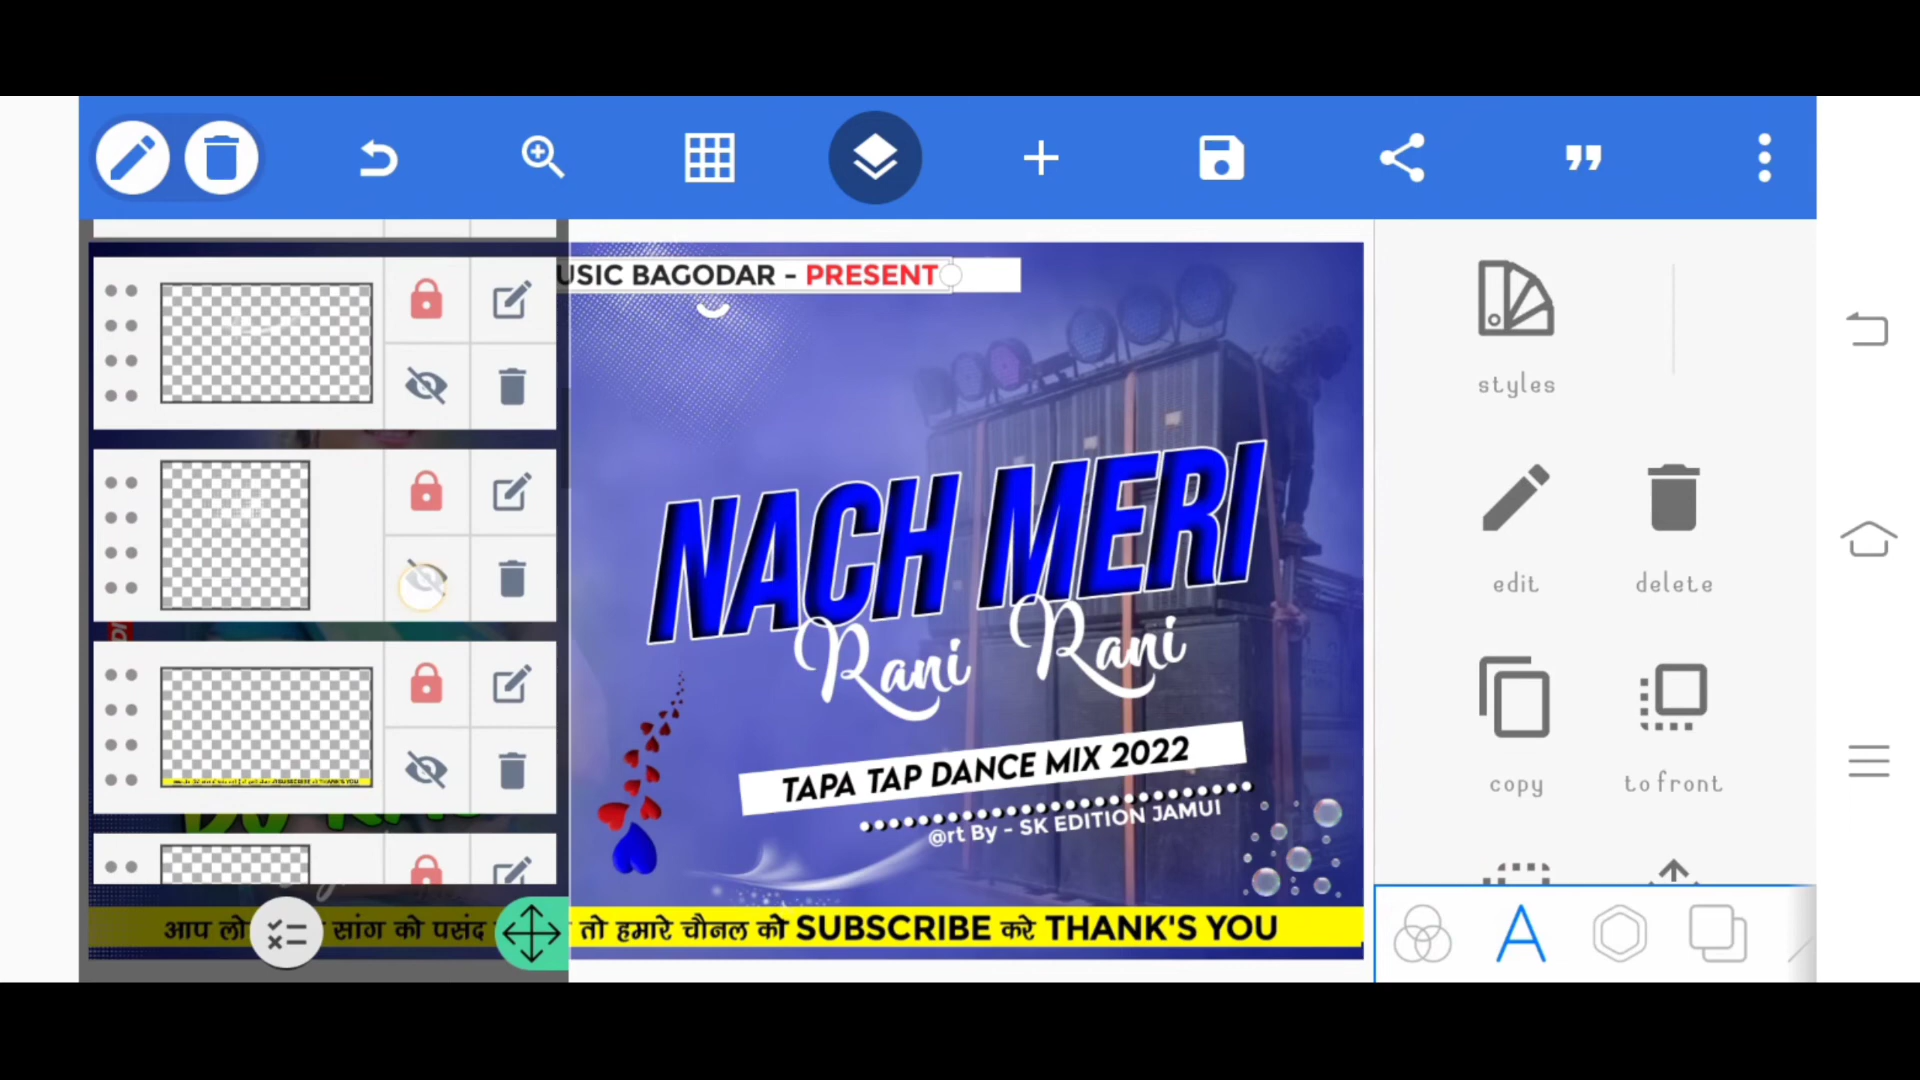 USIC BAGODAR - PRESENT
styles
NACH MERI
edit
delete
Rani Rani
TAPA TAP DANCE MIX 2022
copy
to front
@rt By - SK EDITION JAMUI
आप लो सांग को पसंद तो हमारे चौनल को SUBSCRIBE करे THANK'S YOU